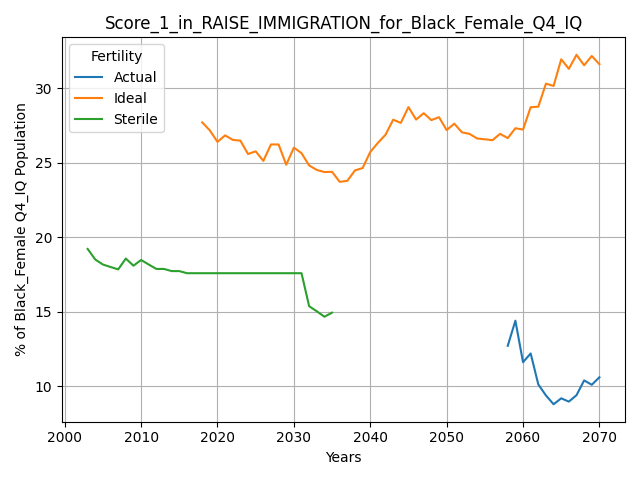 Score_1_in_RAISE_IMMIGRATION_for_Black_Female_Q4_IQ
Fertility
Actual
Ideal
Sterile
% of Black_Female Q4_IQ Population
30
25
20
15
10
2000 2010 2020 2030 2040 2050 2060 2070
Years